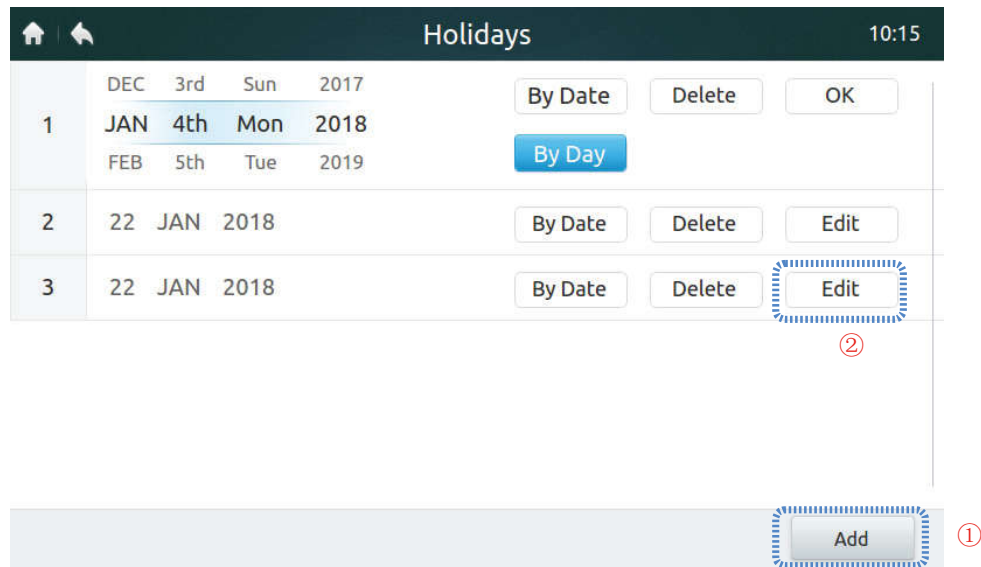 Holidays 10:15
DEC 3rd Sun 2017
1 JAN 4th Mon 2018
FEB 5th Tue 2019
By Date Delete OK
By Day
2 22 JAN 2018 By Date Delete Edit
3 22 JAN 2018 By Date Delete Edit
②
Add ①